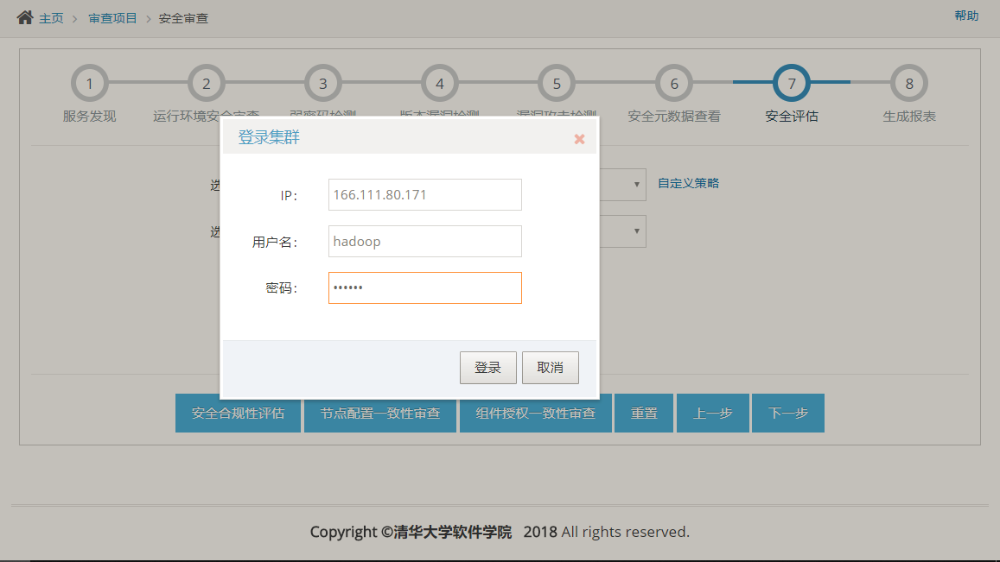 主页 > 审查项目 > 安全审查
帮助
1 2 3 4 5 6 7 8
服务发现 运行环境安全审查 弱密码检测 版本漏洞检测 漏洞攻击检测 安全元数据查看 安全评估 生成报表
登录集群 ×
选
自定义策略
IP:
166.111.80.171
选
用户名:
hadoop
密码:
••••••
登录 取消
安全合规性评估 节点配置一致性审查 组件授权一致性审查 重置 上一步 下一步
Copyright ©清华大学软件学院 2018 All rights reserved.